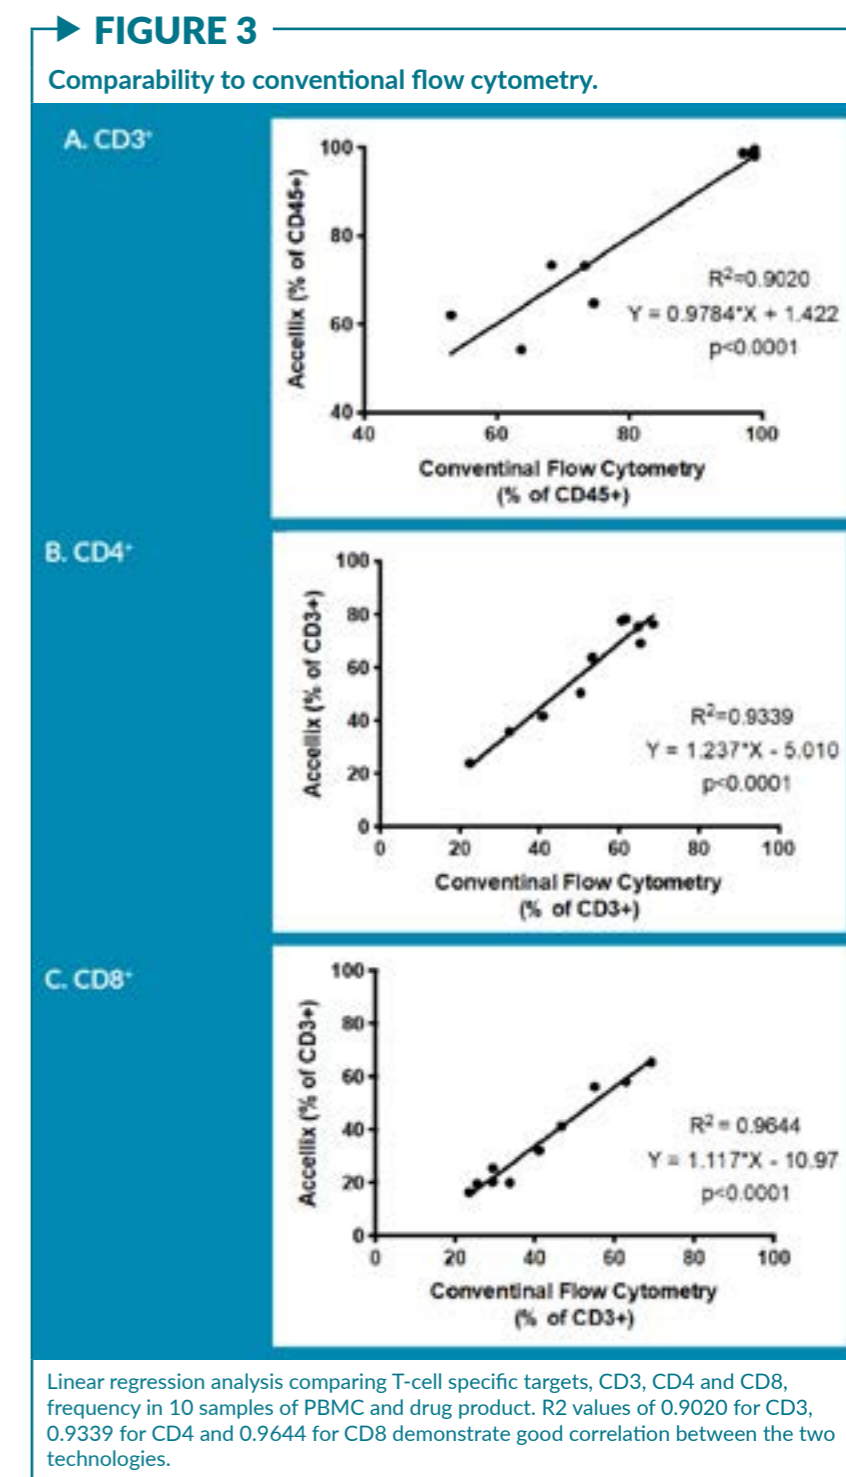 FIGURE 3
Comparability to conventional flow cytometry.
A. CD3+
100
80
60
40
Accellix (% of CD45+)
R2=0.9020
Y = 0.9784*X + 1.422
p<0.0001
40 60 80 100
Conventinal Flow Cytometry
(% of CD45+)
B. CD4+
100
80
60
40
20
0
Accellix (% of CD3+)
R2=0.9339
Y = 1.237*X - 5.010
p<0.0001
0 20 40 60 80 100
Conventinal Flow Cytometry
(% of CD3+)
C. CD8+
100
80
60
40
20
0
Accellix (% of CD3+)
R2 = 0.9644
Y = 1.117*X - 10.97
p<0.0001
0 20 40 60 80 100
Conventinal Flow Cytometry
(% of CD3+)
Linear regression analysis comparing T-cell specific targets, CD3, CD4 and CD8,
frequency in 10 samples of PBMC and drug product. R2 values of 0.9020 for CD3,
0.9339 for CD4 and 0.9644 for CD8 demonstrate good correlation between the two
technologies.